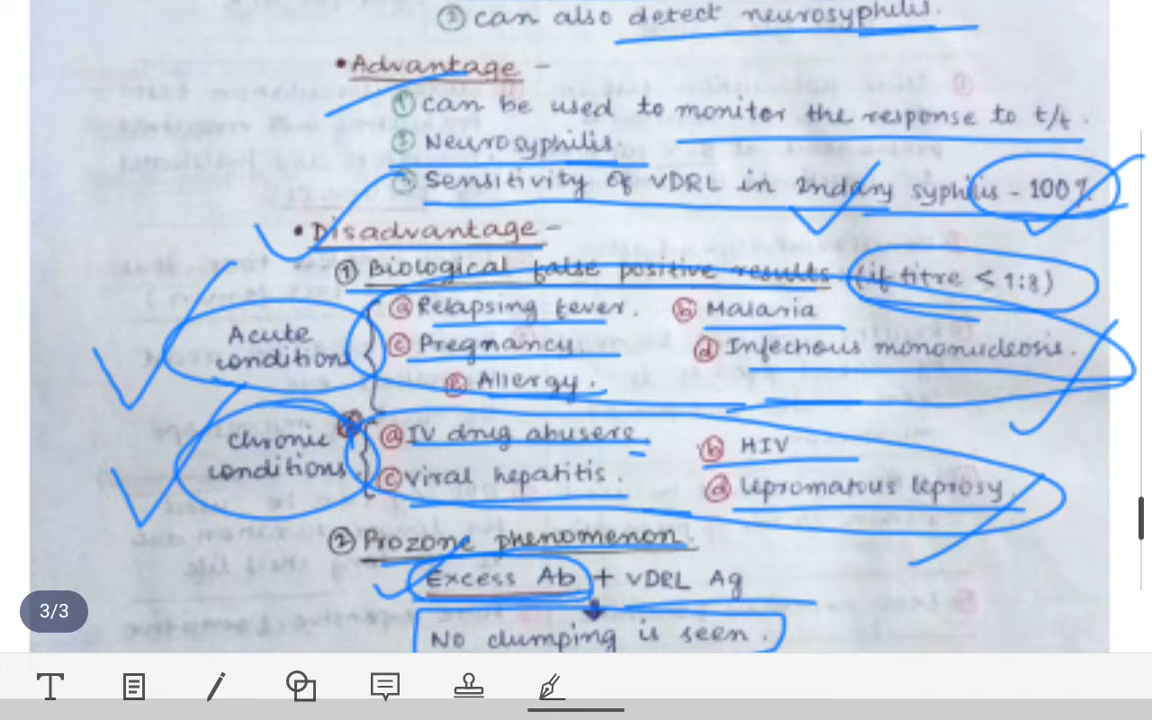 ② can also detect neurosyphilis.
• Advantage -
① can be used to monitor the response to t/t.
② Neurosyphilis.
③ Sensitivity of VDRL in 2ndary syphilis - 100%
• Disadvantage -
① Biological false positive results (if titre < 1:8)
Acute conditions
ⓐ Relapsing fever. ⓑ Malaria
ⓒ Pregnancy ⓓ Infectious mononucleosis.
ⓔ Allergy.
Chronic conditions
ⓐ IV drug abusers ⓑ HIV
ⓒ viral hepatitis. ⓓ Lepromatous leprosy.
② Prozone phenomenon.
Excess Ab + VDRL Ag
No clumping is seen.
3/3
T